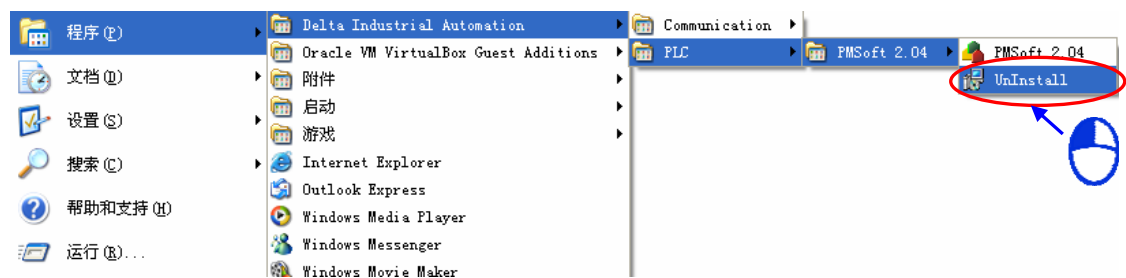 程序(P)
文档(D)
设置(S)
搜索(C)
帮助和支持(H)
运行(R)...
Delta Industrial Automation
Oracle VM VirtualBox Guest Additions
附件
启动
游戏
Internet Explorer
Outlook Express
Windows Media Player
Windows Messenger
Windows Movie Maker
Communication
PLC
PMSoft 2.04
PMSoft 2.04
UnInstall